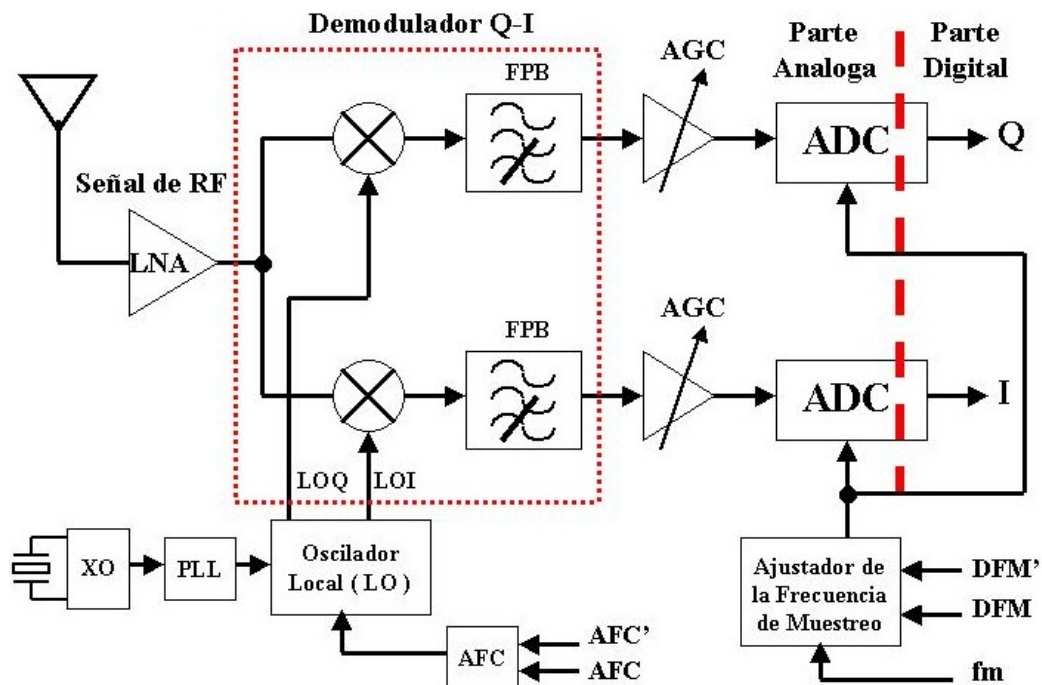 Demodulador Q-I
Parte
Analoga
Parte
Digital
FPB
AGC
ADC
Q
Señal de RF
LNA
FPB
AGC
ADC
I
LOQ
LOI
XO
PLL
Oscilador
Local ( LO )
Ajustador de
la Frecuencia
de Muestreo
DFM’
DFM
AFC
AFC’
AFC
fm